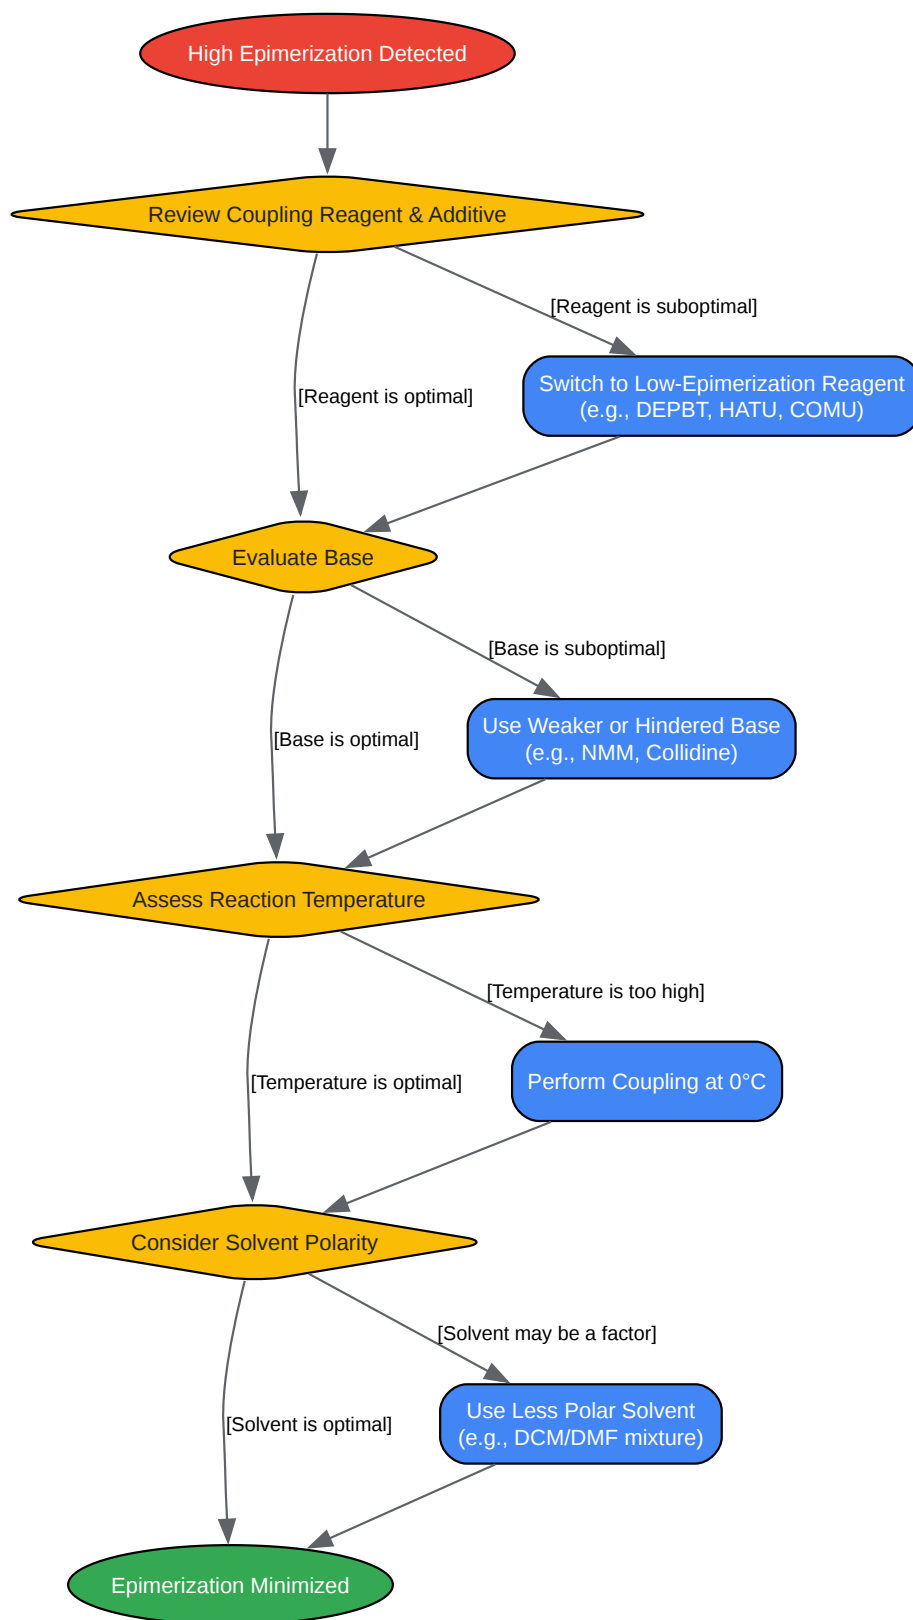 High Epimerization Detected
Review Coupling Reagent & Additive
[Reagent is suboptimal]
Switch to Low-Epimerization Reagent
(e.g., DEPBT, HATU, COMU)
[Reagent is optimal]
Evaluate Base
[Base is suboptimal]
Use Weaker or Hindered Base
(e.g., NMM, Collidine)
[Base is optimal]
Assess Reaction Temperature
[Temperature is too high]
Perform Coupling at 0°C
[Temperature is optimal]
Consider Solvent Polarity
[Solvent may be a factor]
Use Less Polar Solvent
(e.g., DCM/DMF mixture)
[Solvent is optimal]
Epimerization Minimized